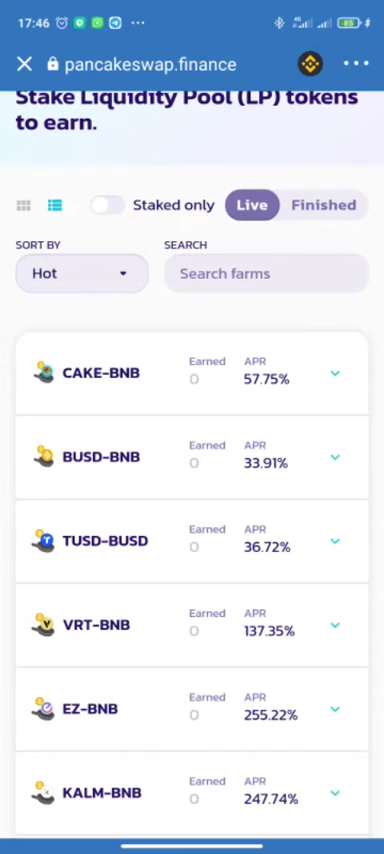 17:46
85
pancakeswap.finance
Stake Liquidity Pool (LP) tokens
to earn.
Staked only
Live
Finished
SORT BY
SEARCH
Hot
Search farms
CAKE-BNB
Earned
0
APR
57.75%
BUSD-BNB
Earned
0
APR
33.91%
TUSD-BUSD
Earned
0
APR
36.72%
VRT-BNB
Earned
0
APR
137.35%
EZ-BNB
Earned
0
APR
255.22%
KALM-BNB
Earned
0
APR
247.74%